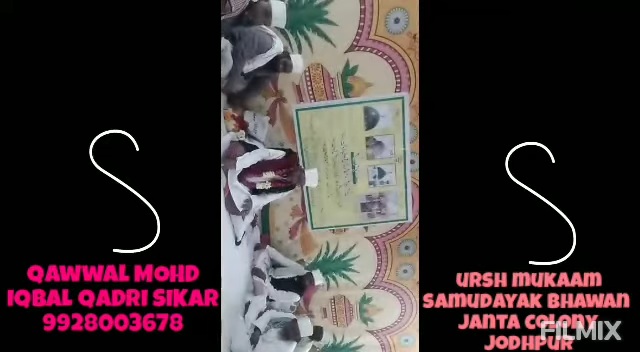 S
QAWWAL MOHD
IQBAL QADRI SIKAR
9928003678
S
URSH MUKAAM
SAMUDAYAK BHAWAN
JANTA COLONY
JODHPUR
FILMIX